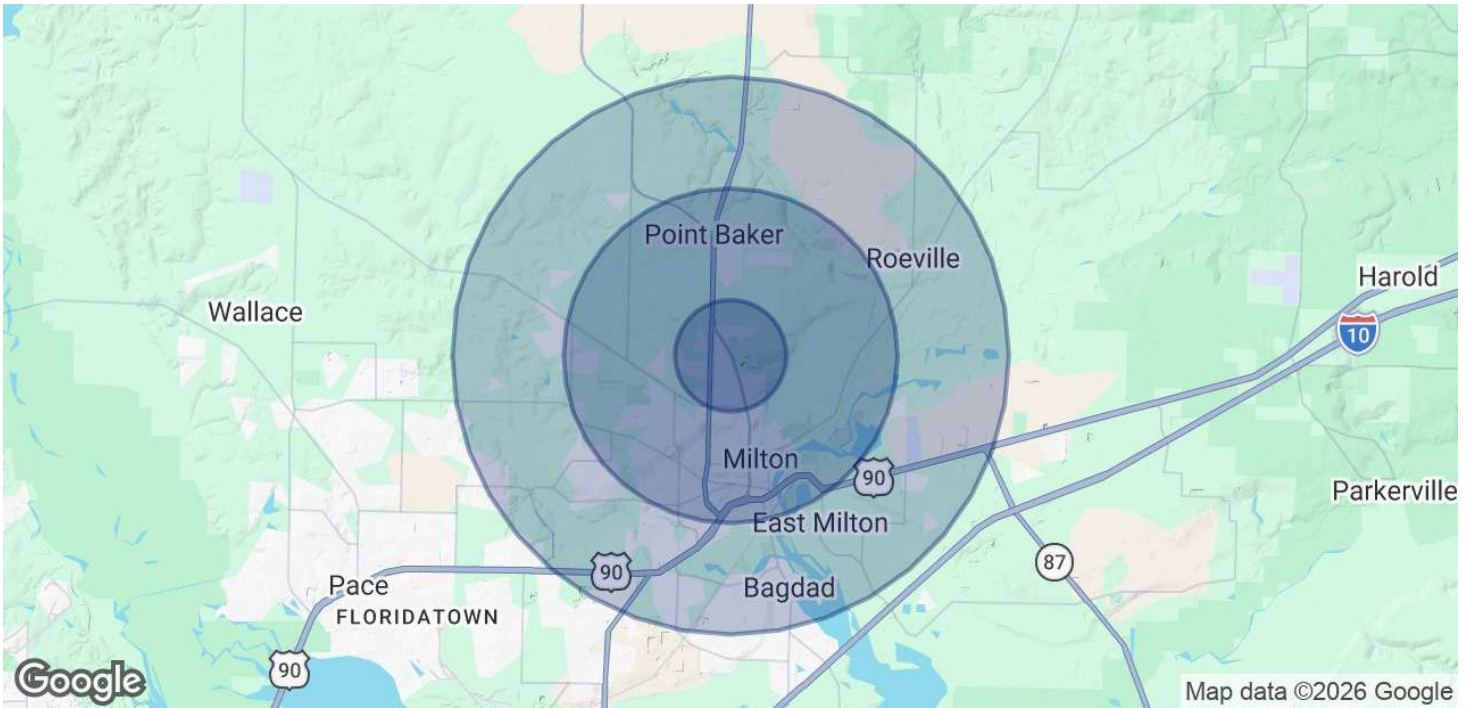 Point Baker
Roeville
Harold
Wallace
10
Milton
90
Parkerville
East Milton
87
90
Pace
Bagdad
FLORIDATOWN
90
Google
Map data ©2026 Google